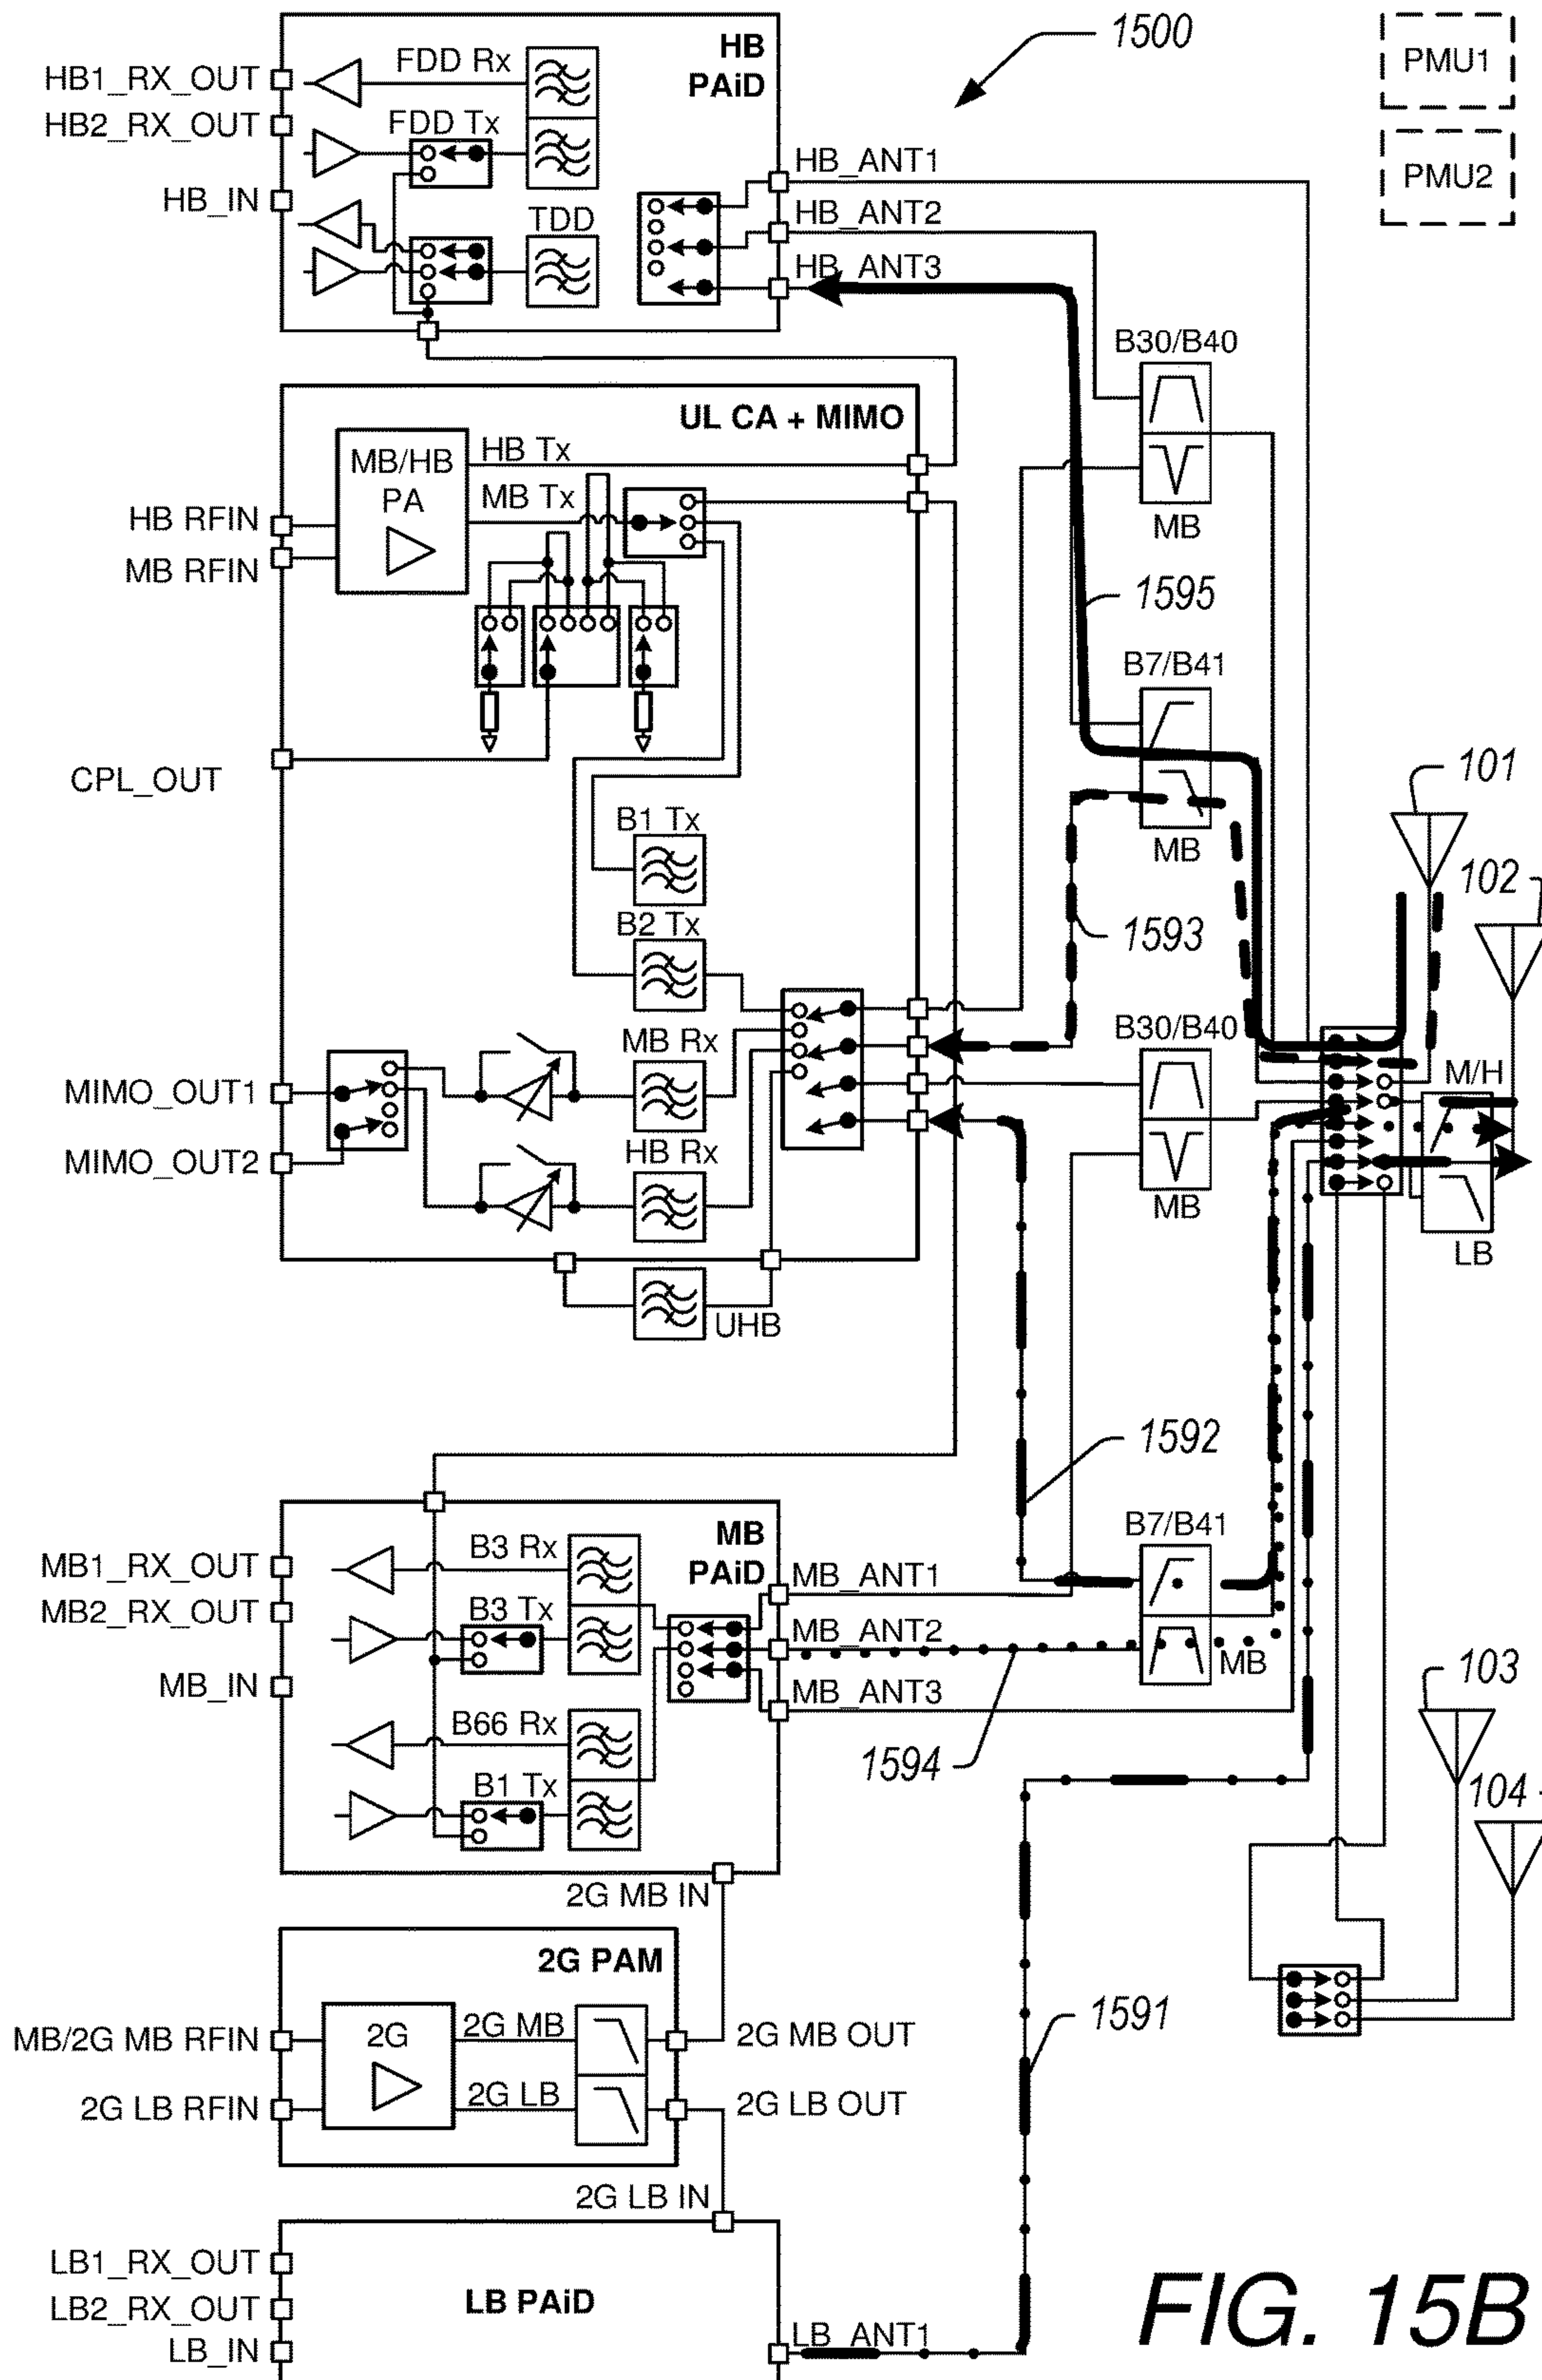 1500
PMU1
PMU2
HB
PAiD
HB1_RX_OUT
HB2_RX_OUT
HB_IN
FDD Rx
FDD Tx
TDD
HB_ANT1
HB_ANT2
HB_ANT3
B30/B40
MB
UL CA + MIMO
MB/HB
PA
HB Tx
MB Tx
HB RFIN
MB RFIN
1595
B7/B41
MB
CPL_OUT
101
102
B1 Tx
B2 Tx
1593
MB Rx
B30/B40
MB
M/H
LB
MIMO_OUT1
MIMO_OUT2
HB Rx
UHB
1592
B7/B41
MB
MB
PAiD
MB1_RX_OUT
MB2_RX_OUT
MB_IN
B3 Rx
B3 Tx
B66 Rx
B1 Tx
MB_ANT1
MB_ANT2
MB_ANT3
1594
103
104
2G MB IN
2G PAM
MB/2G MB RFIN
2G LB RFIN
2G
2G MB
2G LB
2G MB OUT
2G LB OUT
1591
2G LB IN
LB1_RX_OUT
LB2_RX_OUT
LB_IN
LB PAiD
LB_ANT1
FIG. 15B